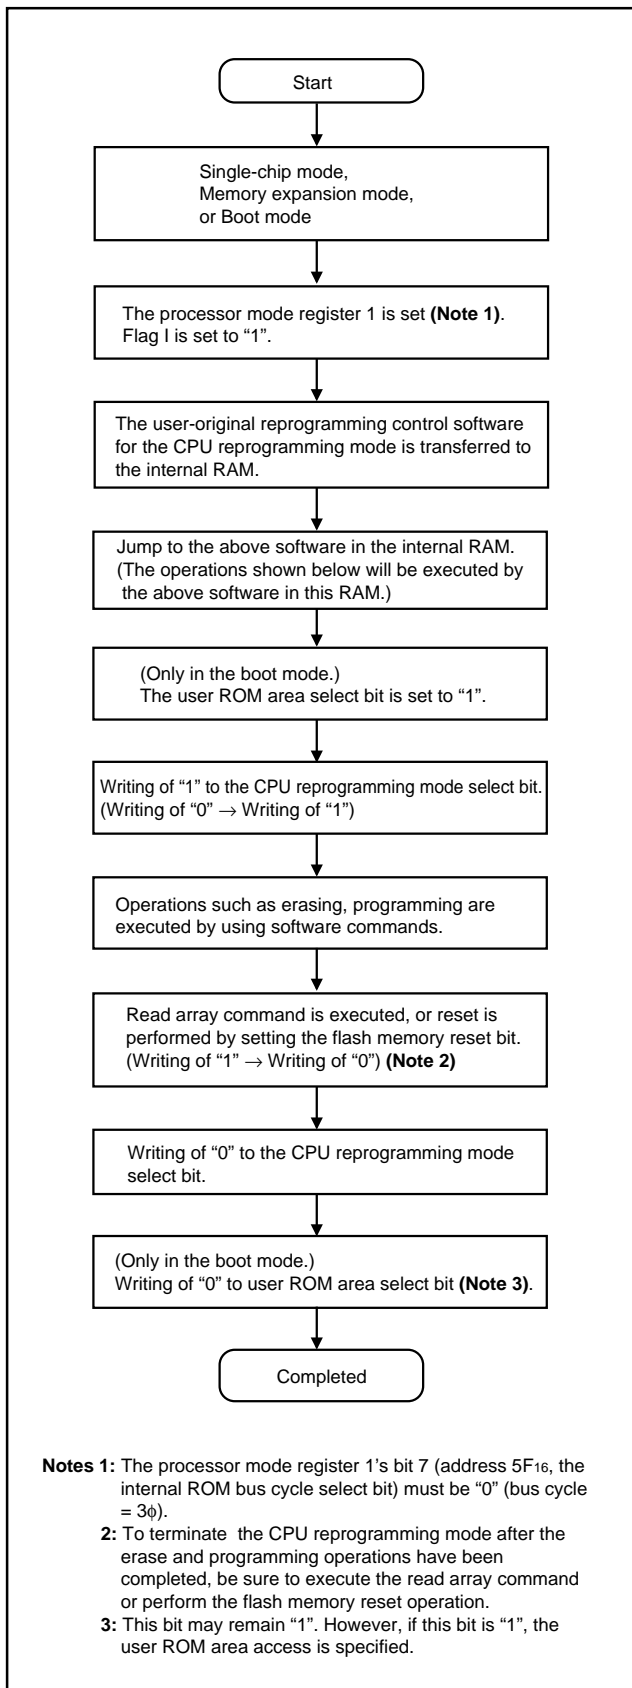 Start
Single-chip mode,
Memory expansion mode,
or Boot mode
The processor mode register 1 is set (Note 1).
Flag I is set to “1”.
The user-original reprogramming control software
for the CPU reprogramming mode is transferred to
the internal RAM.
Jump to the above software in the internal RAM.
(The operations shown below will be executed by
the above software in this RAM.)
(Only in the boot mode.)
The user ROM area select bit is set to “1”.
Writing of “1” to the CPU reprogramming mode select bit.
(Writing of “0” → Writing of “1”)
Operations such as erasing, programming are
executed by using software commands.
Read array command is executed, or reset is
performed by setting the flash memory reset bit.
(Writing of “1” → Writing of “0”) (Note 2)
Writing of “0” to the CPU reprogramming mode
select bit.
(Only in the boot mode.)
Writing of “0” to user ROM area select bit (Note 3).
Completed
Notes 1: The processor mode register 1’s bit 7 (address 5F16, the
internal ROM bus cycle select bit) must be “0” (bus cycle
= 3ϕ).
2: To terminate the CPU reprogramming mode after the
erase and programming operations have been
completed, be sure to execute the read array command
or perform the flash memory reset operation.
3: This bit may remain “1”. However, if this bit is “1”, the
user ROM area access is specified.